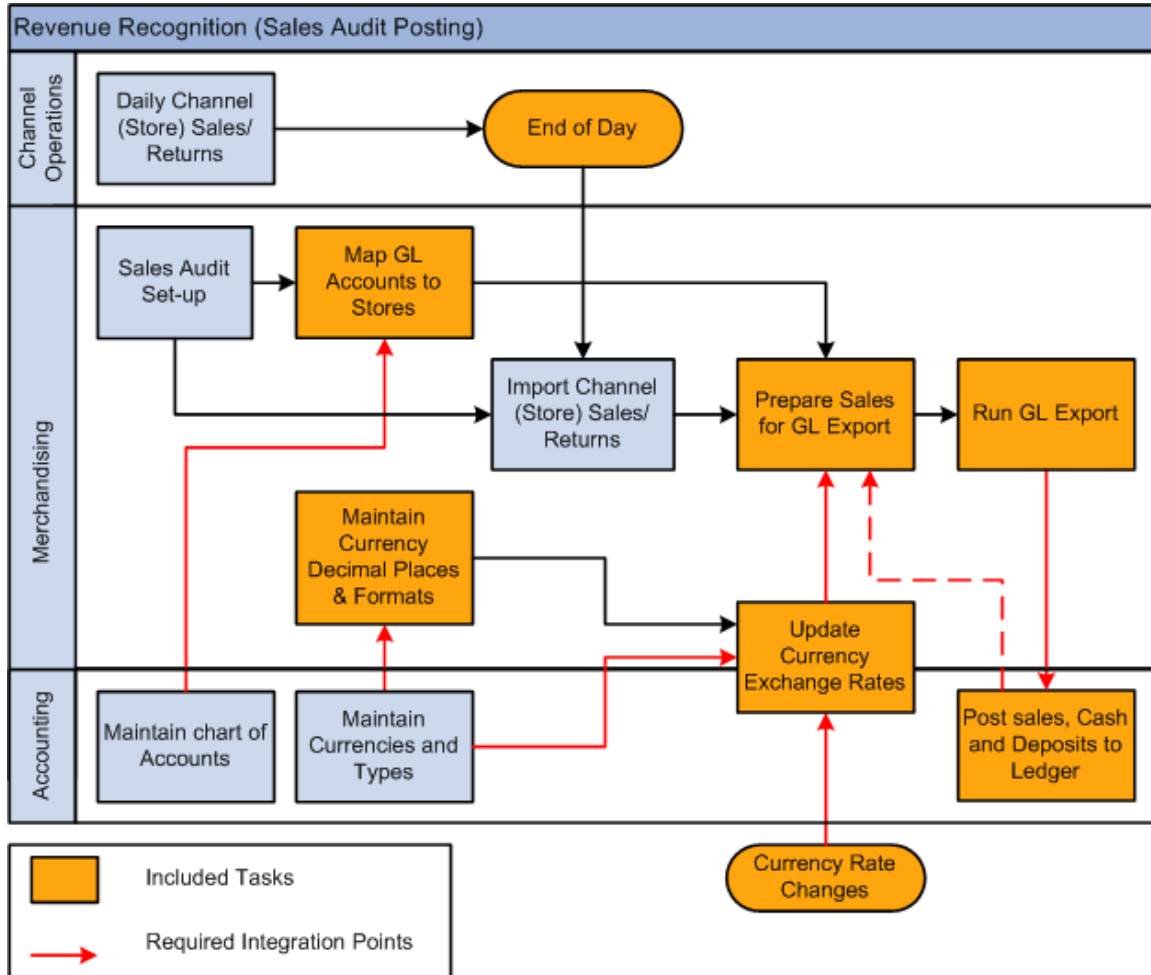 Revenue Recognition (Sales Audit Posting)
Channel
Operations
Daily Channel
(Store) Sales/
Returns
End of Day
Merchandising
Sales Audit
Set-up
Map GL
Accounts to
Stores
Import Channel
(Store) Sales/
Returns
Prepare Sales
for GL Export
Run GL Export
Maintain
Currency
Decimal Places
& Formats
Update
Currency
Exchange Rates
Accounting
Maintain chart of
Accounts
Maintain
Currencies and
Types
Post sales, Cash
and Deposits to
Ledger
Currency Rate
Changes
Included Tasks
Required Integration Points